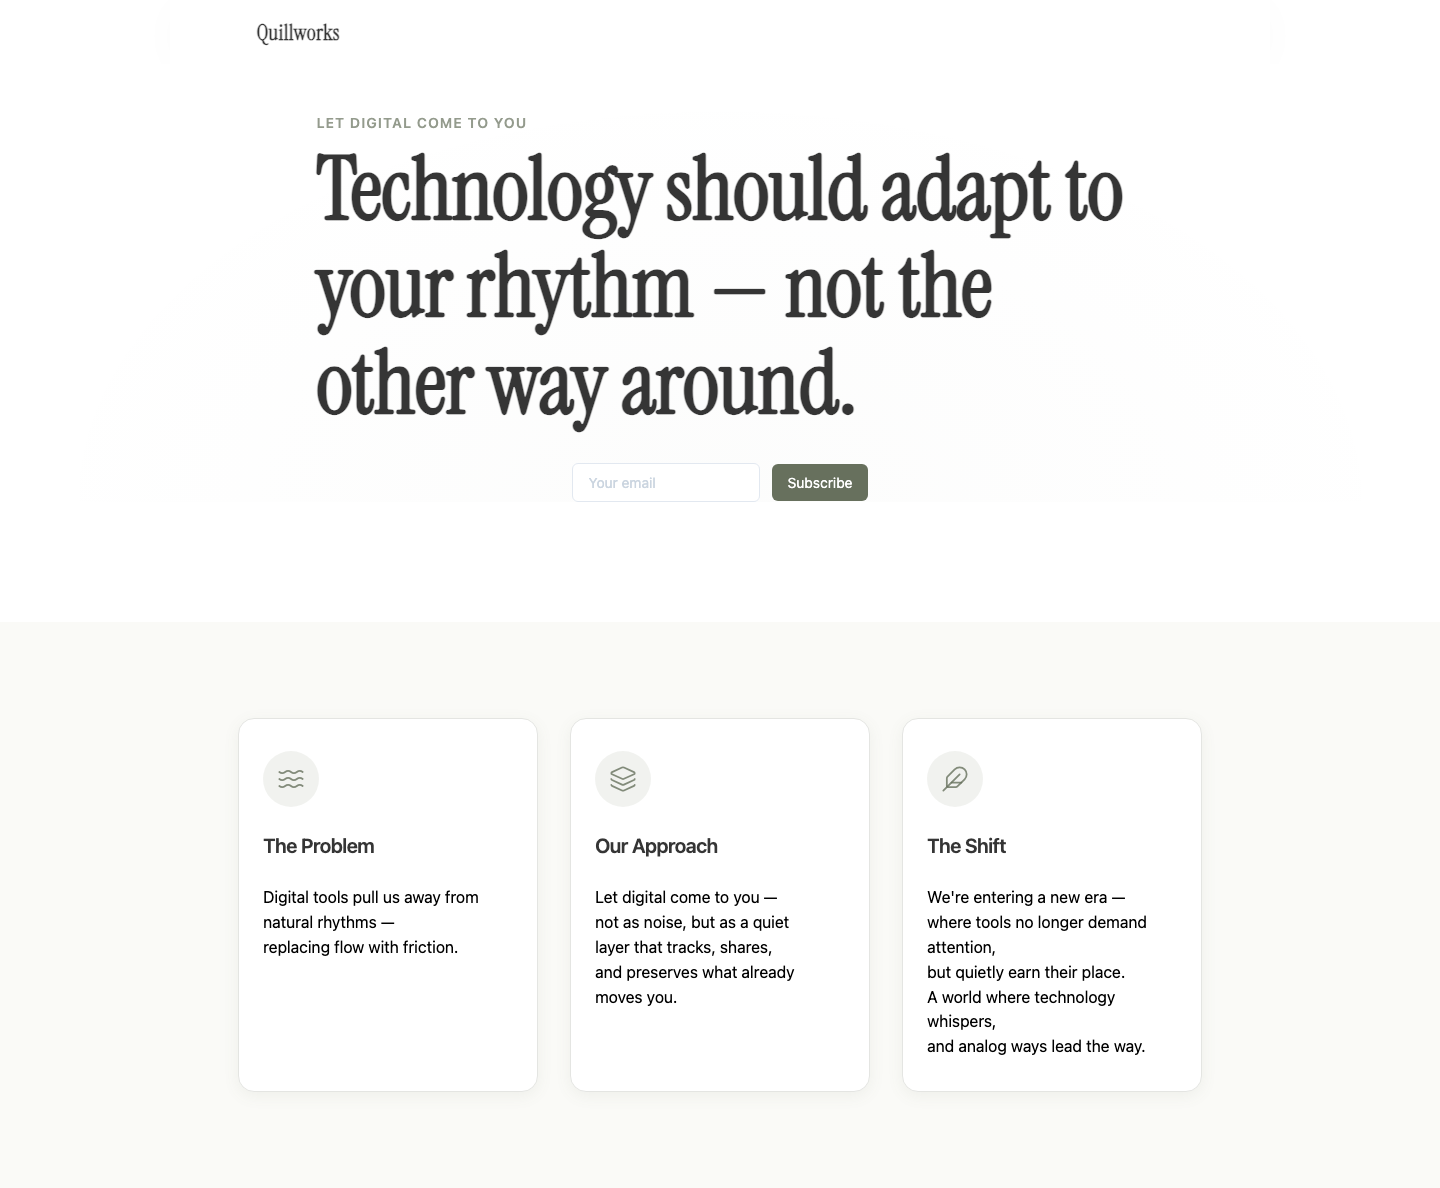 Quillworks
LET DIGITAL COME TO YOU
Technology should adapt to
your rhythm — not the
other way around.
Your email
Subscribe
The Problem
Digital tools pull us away from
natural rhythms —
replacing flow with friction.
Our Approach
Let digital come to you —
not as noise, but as a quiet
layer that tracks, shares,
and preserves what already
moves you.
The Shift
We're entering a new era —
where tools no longer demand
attention,
but quietly earn their place.
A world where technology
whispers,
and analog ways lead the way.